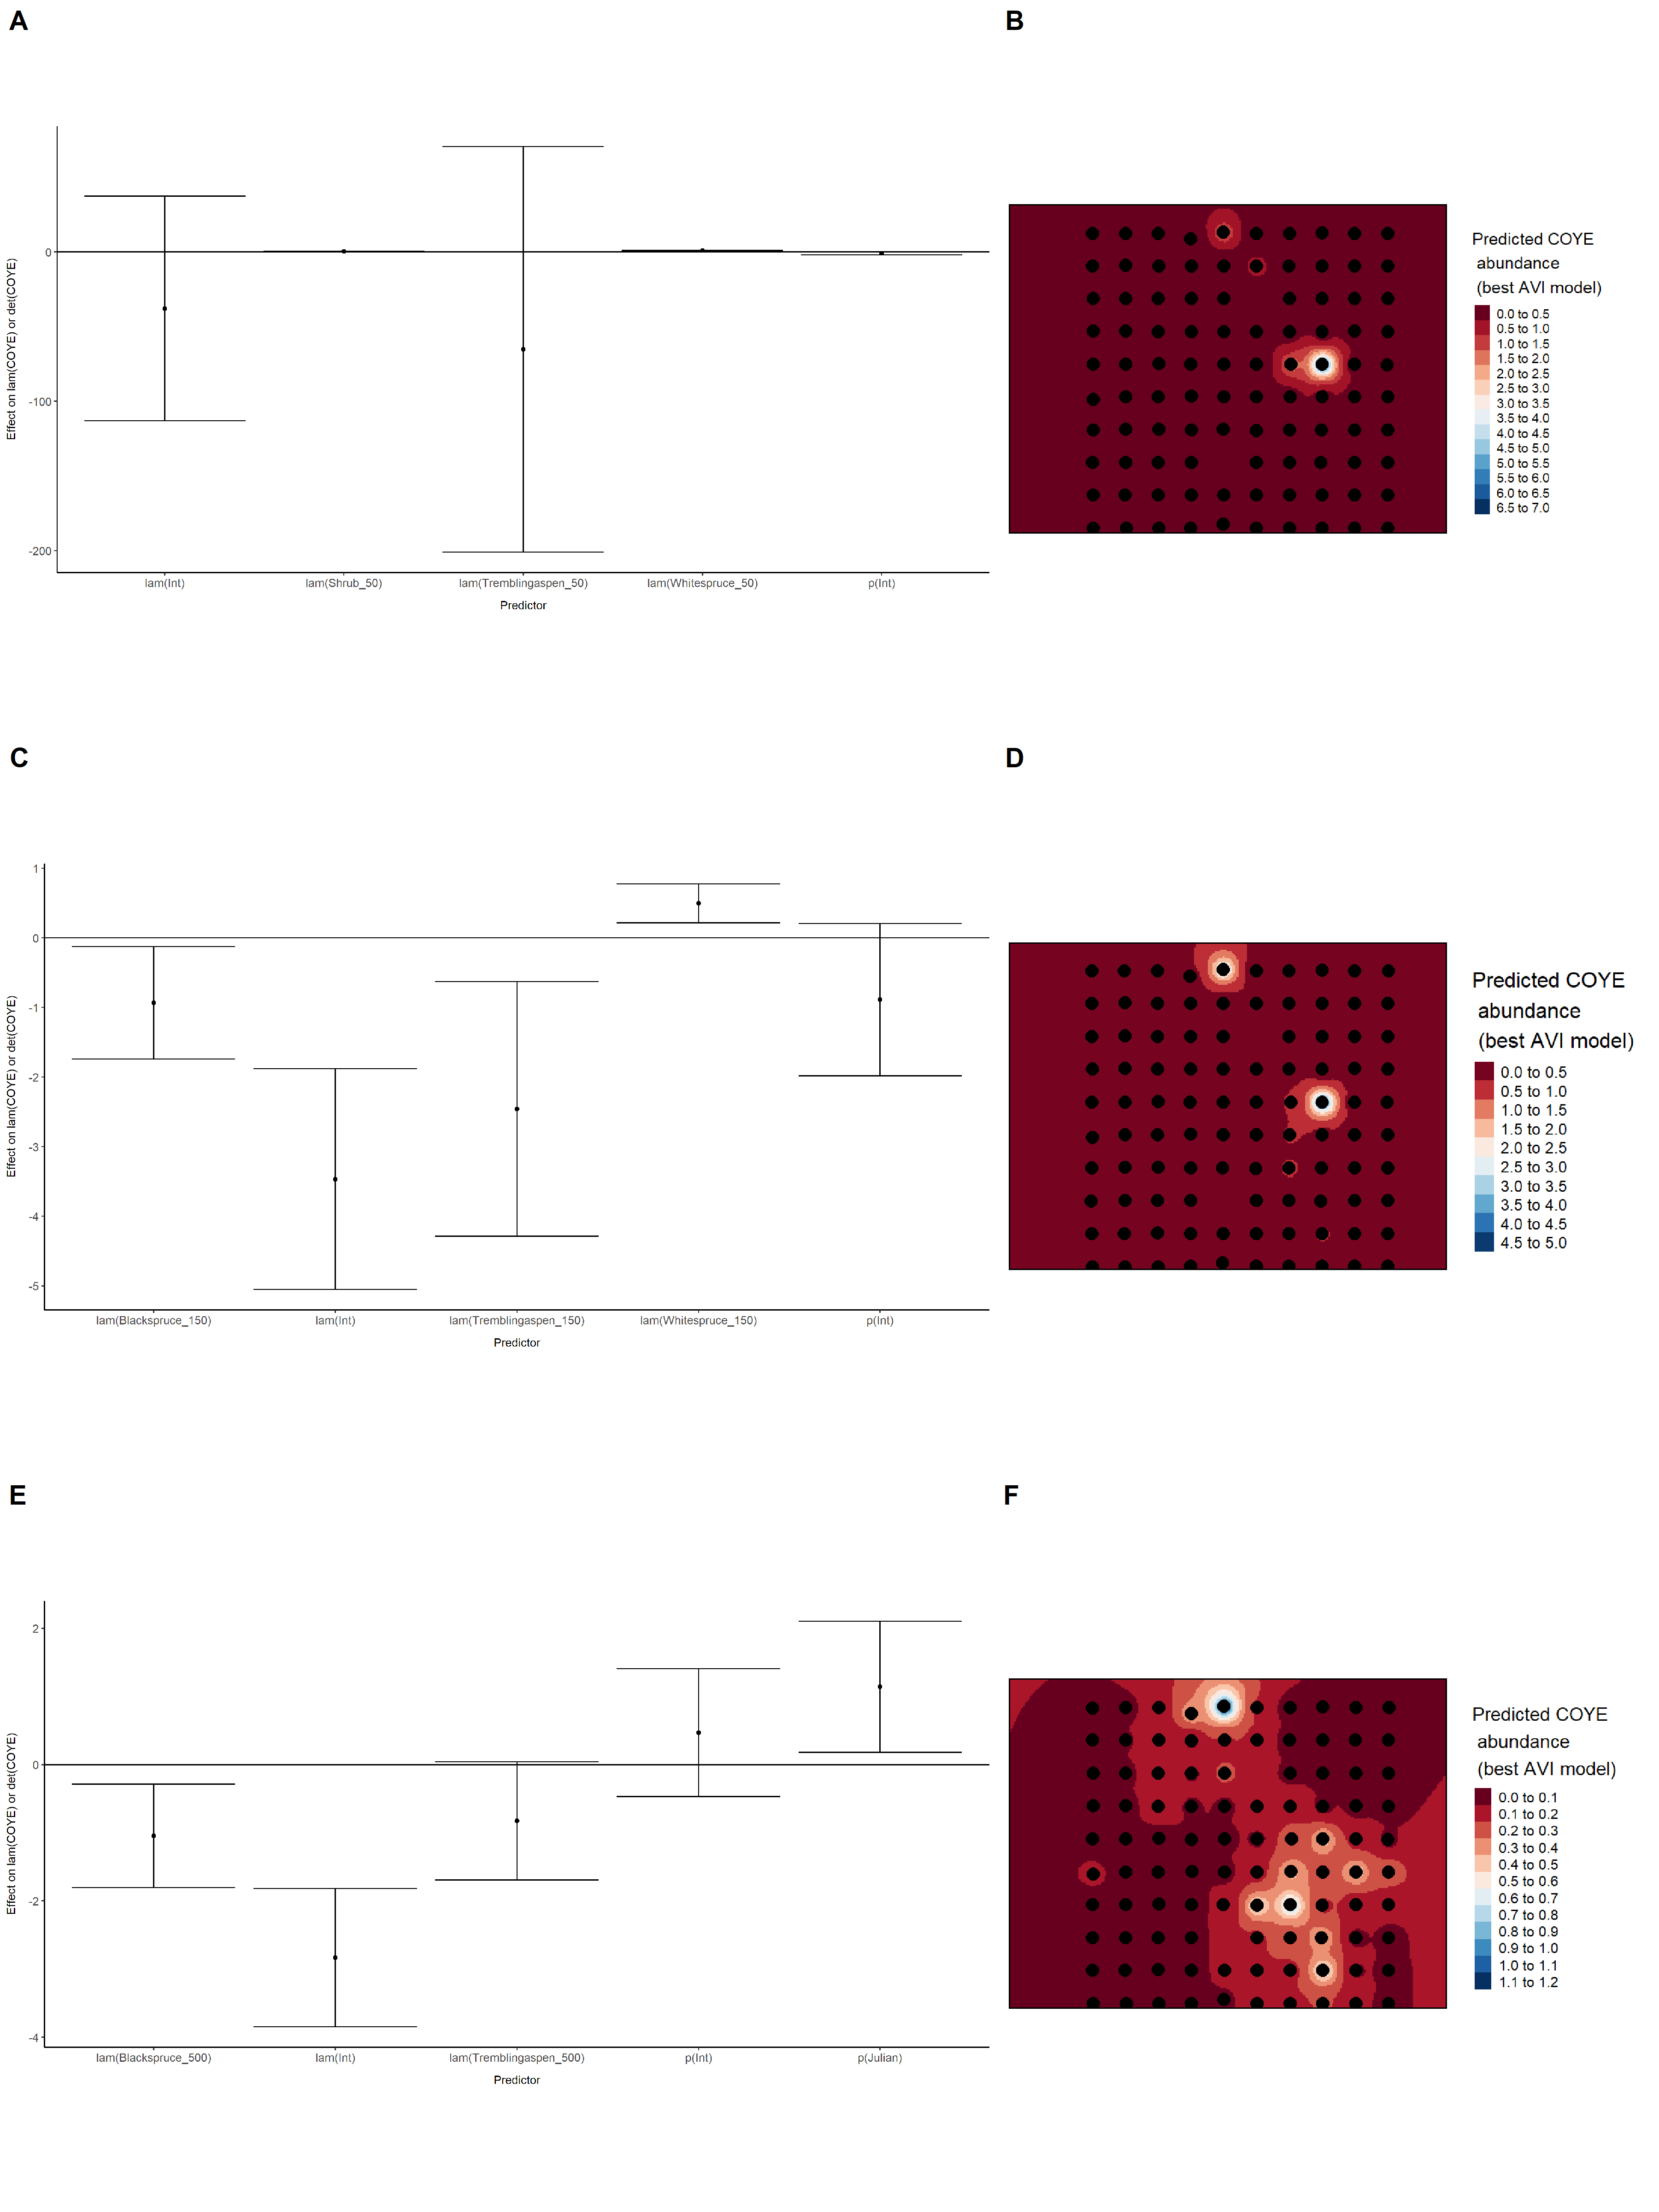 A
B
Effect on lam(COYE) or det(COYE)
0
-100
-200
lam(Int)
lam(Shrub_50)
lam(Tremblingaspen_50)
lam(Whitespruce_50)
p(Int)
Predictor
Predicted COYE
abundance
(best AVI model)
0.0 to 0.5
0.5 to 1.0
1.0 to 1.5
1.5 to 2.0
2.0 to 2.5
2.5 to 3.0
3.0 to 3.5
3.5 to 4.0
4.0 to 4.5
4.5 to 5.0
5.0 to 5.5
5.5 to 6.0
6.0 to 6.5
6.5 to 7.0
C
D
Effect on lam(COYE) or det(COYE)
1
0
-1
-2
-3
-4
-5
lam(Blackspruce_150)
lam(Int)
lam(Tremblingaspen_150)
lam(Whitespruce_150)
p(Int)
Predictor
Predicted COYE
abundance
(best AVI model)
0.0 to 0.5
0.5 to 1.0
1.0 to 1.5
1.5 to 2.0
2.0 to 2.5
2.5 to 3.0
3.0 to 3.5
3.5 to 4.0
4.0 to 4.5
4.5 to 5.0
E
F
Effect on lam(COYE) or det(COYE)
2
0
-2
-4
lam(Blackspruce_500)
lam(Int)
lam(Tremblingaspen_500)
p(Int)
p(Julian)
Predictor
Predicted COYE
abundance
(best AVI model)
0.0 to 0.1
0.1 to 0.2
0.2 to 0.3
0.3 to 0.4
0.4 to 0.5
0.5 to 0.6
0.6 to 0.7
0.7 to 0.8
0.8 to 0.9
0.9 to 1.0
1.0 to 1.1
1.1 to 1.2